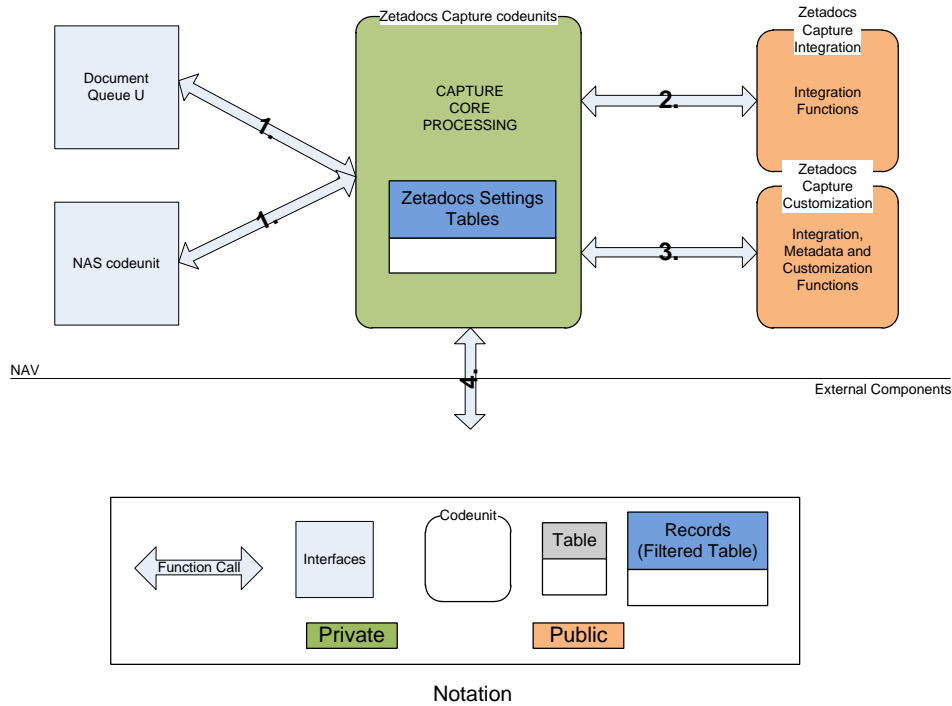 Zetadocs Capture codeunits
Zetadocs
Capture
Integration
Document
Queue U
CAPTURE
CORE
PROCESSING
Integration
Functions
1.
2.
Zetadocs Settings
Tables
Zetadocs
Capture
Customization
NAS codeunit
1.
3.
Integration,
Metadata and
Customization
Functions
NAV
4.
External Components
Codeunit
Function Call
Interfaces
Table
Records
(Filtered Table)
Private
Public
Notation